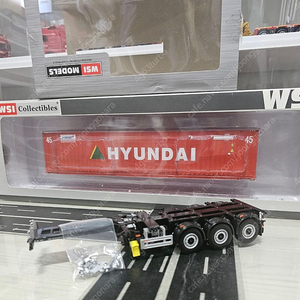 WSI
MODELS
WSI Collectibles
WS
45
45
HYUNDAI